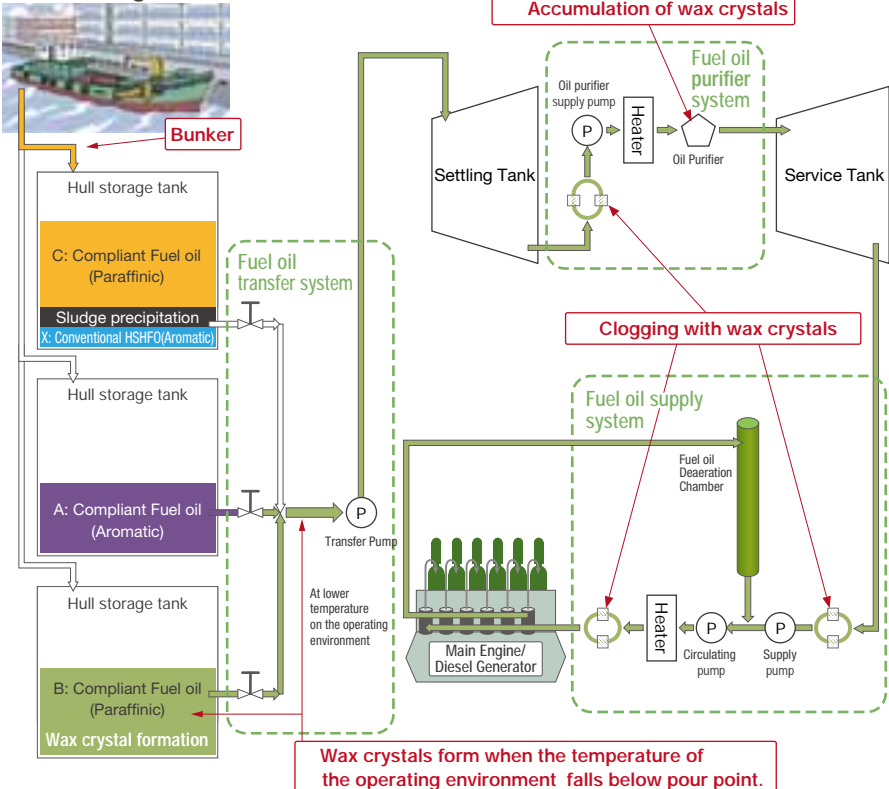 Accumulation of wax crystals
Bunker
Hull storage tank
C: Compliant Fuel oil
(Paraffinic)
Sludge precipitation
X: Conventional HSHFO(Aromatic)
Hull storage tank
A: Compliant Fuel oil
(Aromatic)
Hull storage tank
B: Compliant Fuel oil
(Paraffinic)
Wax crystal formation
Fuel oil
transfer system
P
Transfer Pump
At lower
temperature
on the operating
environment
Settling Tank
Fuel oil
purifier
system
Oil purifier
supply pump
P
Heater
Oil Purifier
Service Tank
Clogging with wax crystals
Fuel oil supply
system
Fuel oil
Deaeration
Chamber
Main Engine/
Diesel Generator
Heater
P
Circulating
pump
P
Supply
pump
Wax crystals form when the temperature of
the operating environment falls below pour point.